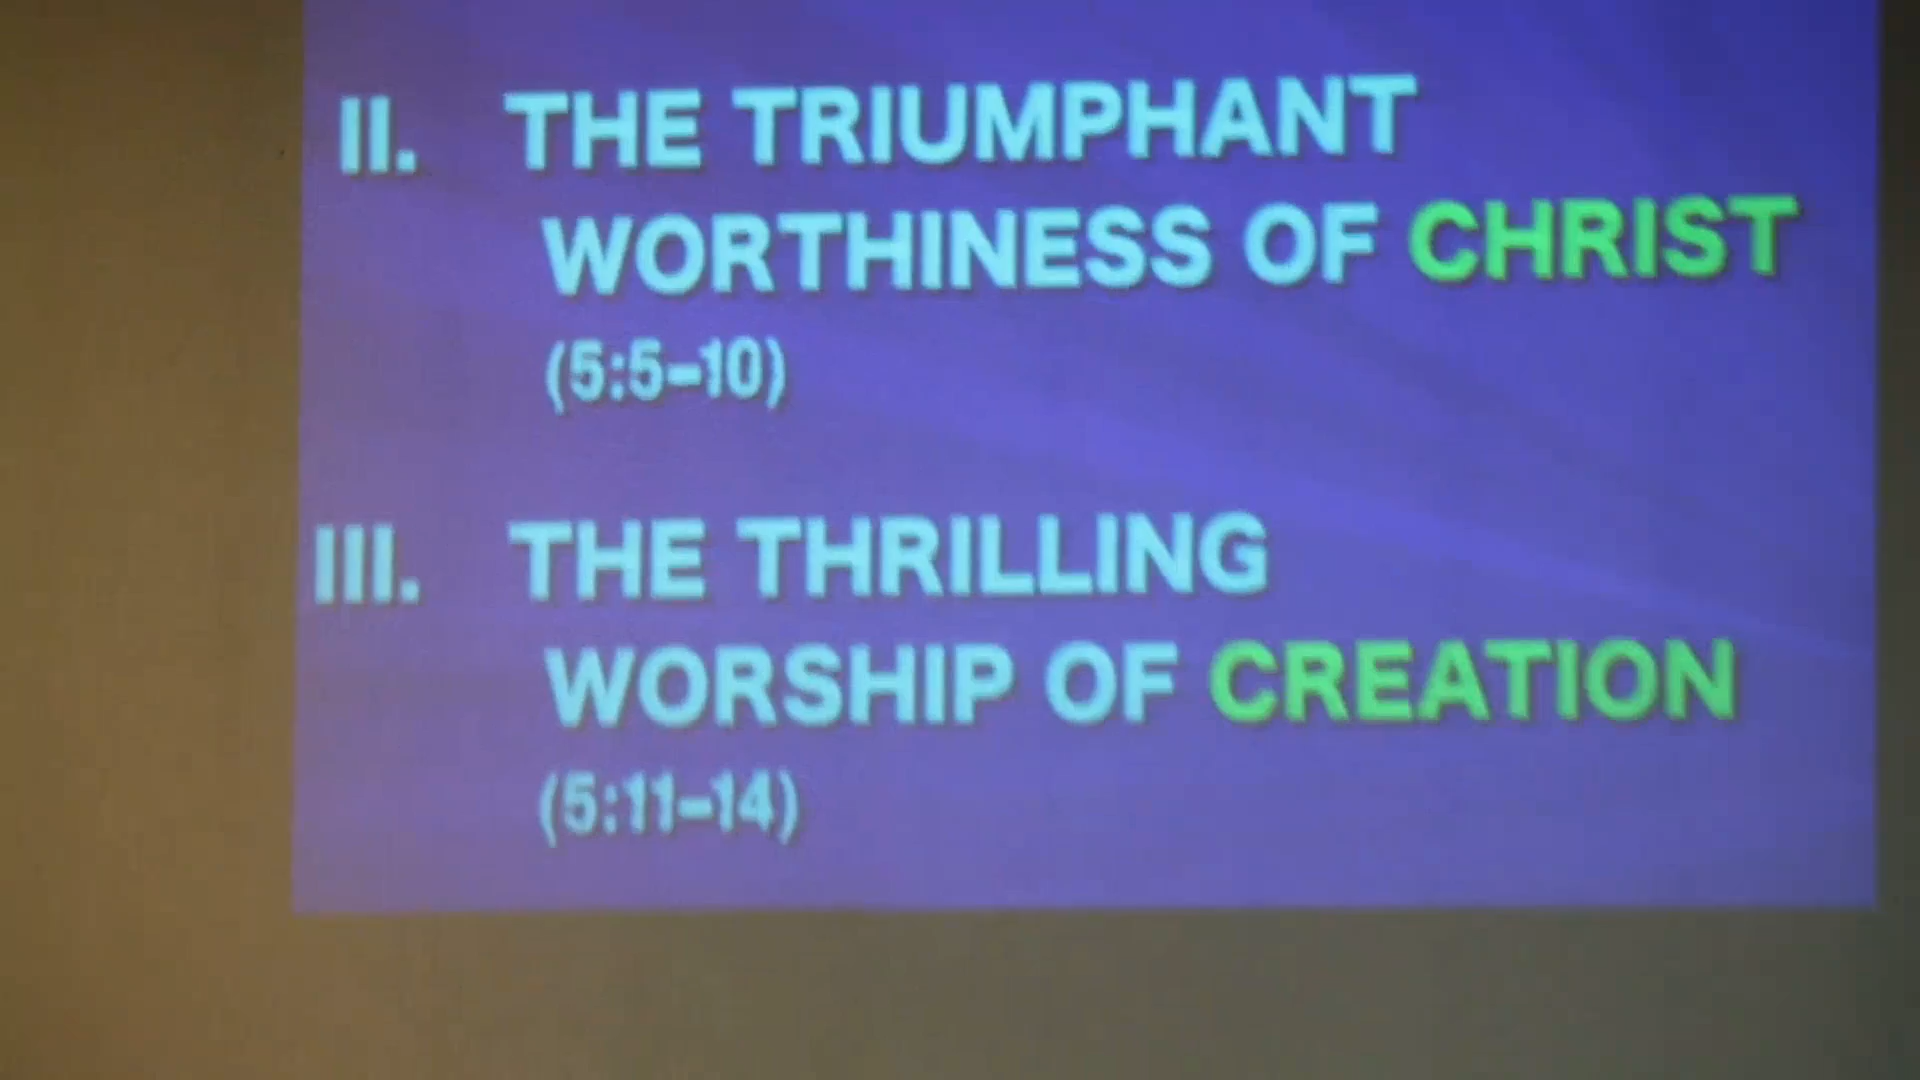 II. THE TRIUMPHANT
WORTHINESS OF CHRIST
(5:5–10)
III. THE THRILLING
WORSHIP OF CREATION
(5:11–14)